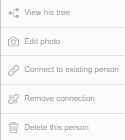 View his tree
Edit photo
Connect to existing person
Remove connection
Delete this person